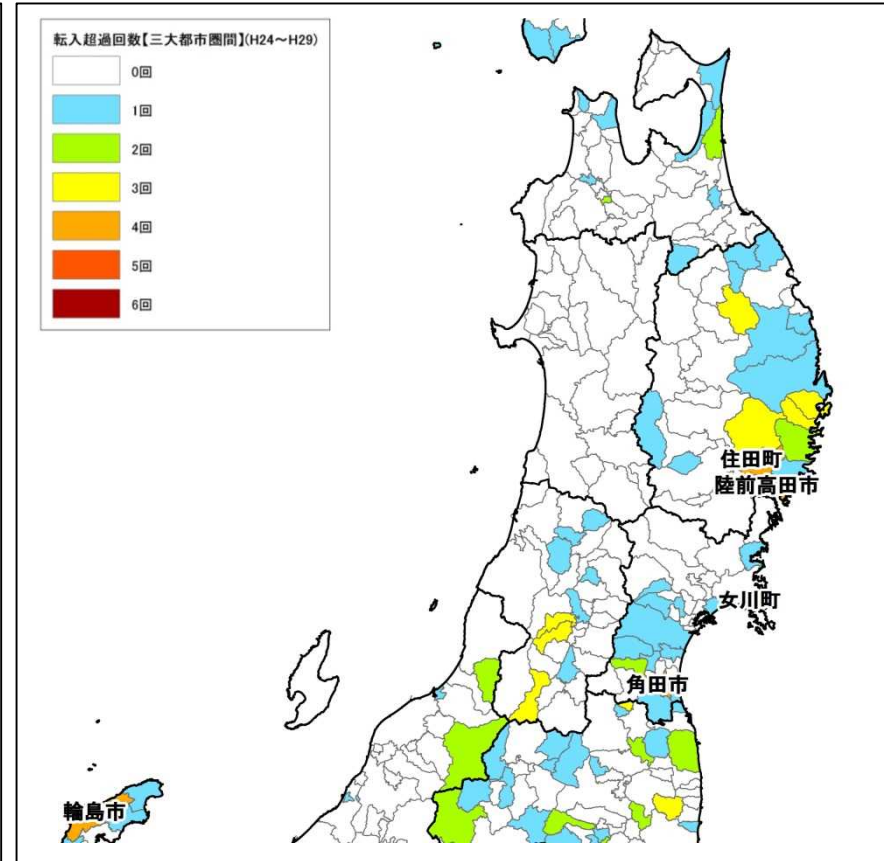 転入超過回数【三大都市圏間】(H24～H29)
0回
1回
2回
3回
4回
5回
6回
住田町
陸前高田市
女川町
角田市
輪島市